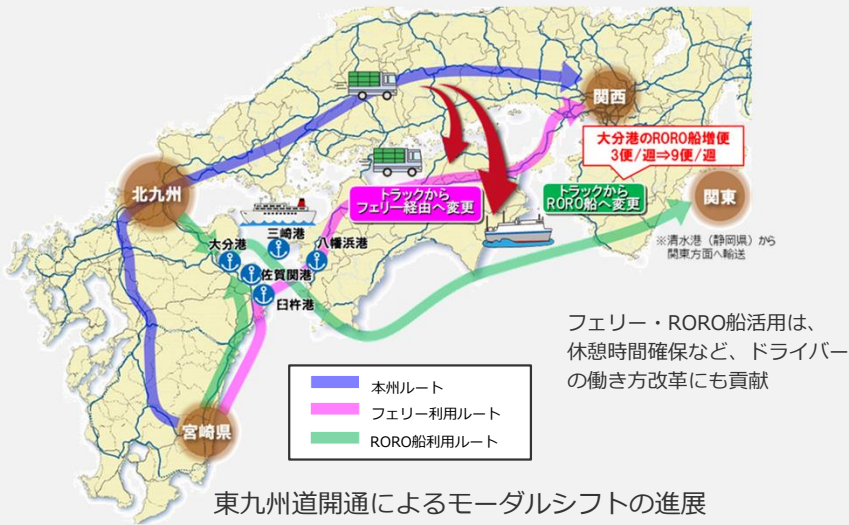 関西
大分港のRORO船増便
3便/週⇒9便/週
北九州
トラックから
フェリー経由へ変更
トラックから
RORO船へ変更
関東
三崎港
大分港
八幡浜港
佐賀関港
臼杵港
※清水港（静岡県）から
関東方面へ輸送
フェリー・RORO船活用は、
休憩時間確保など、ドライバー
の働き方改革にも貢献
本州ルート
フェリー利用ルート
RORO船利用ルート
宮崎県
東九州道開通によるモーダルシフトの進展